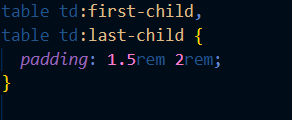 table td:first-child,
table td:last-child {
  padding: 1.5rem 2rem;
}